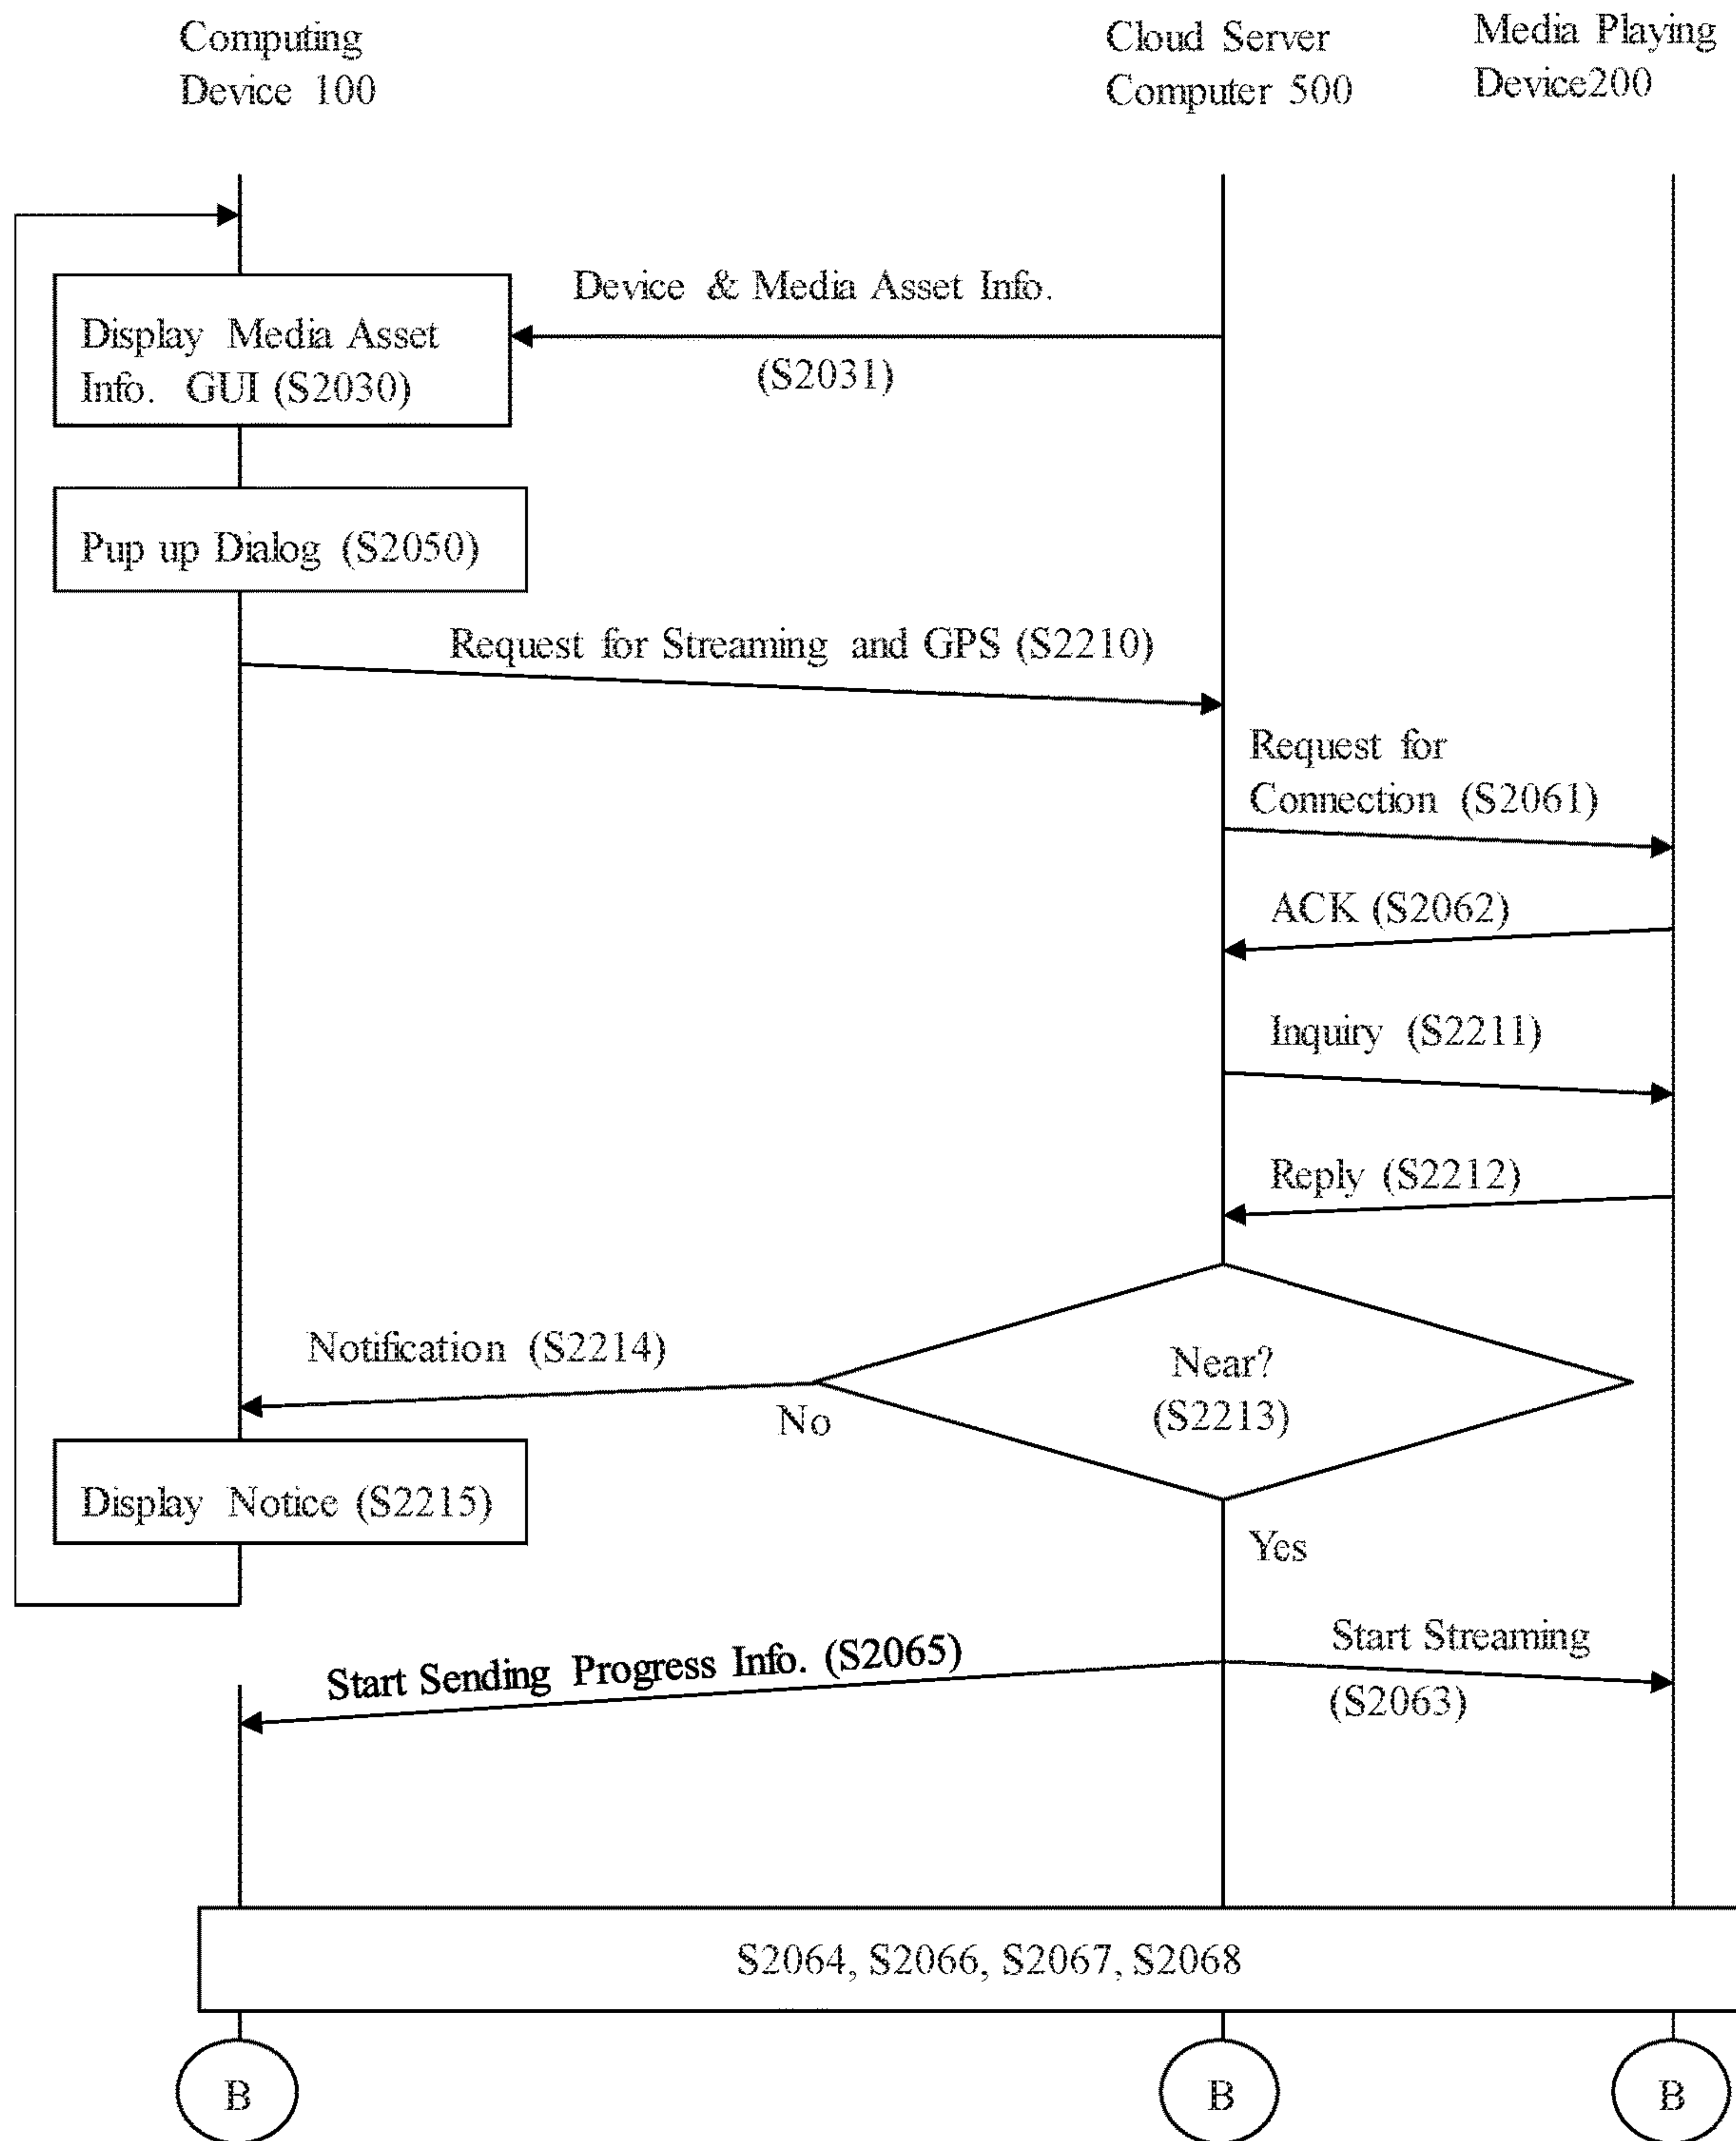 Computing
Device 100
Cloud Server
Computer 500
Media Playing
Device200
Device & Media Asset Info.
(S2031)
Display Media Asset
Info. GUI (S2030)
Pup up Dialog (S2050)
Request for Streaming and GPS (S2210)
Request for
Connection (S2061)
ACK (S2062)
Inquiry (S2211)
Reply (S2212)
Near?
(S2213)
Notification (S2214)
No
Display Notice (S2215)
Yes
Start Sending Progress Info. (S2065)
Start Streaming
(S2063)
S2064, S2066, S2067, S2068
B
B
B